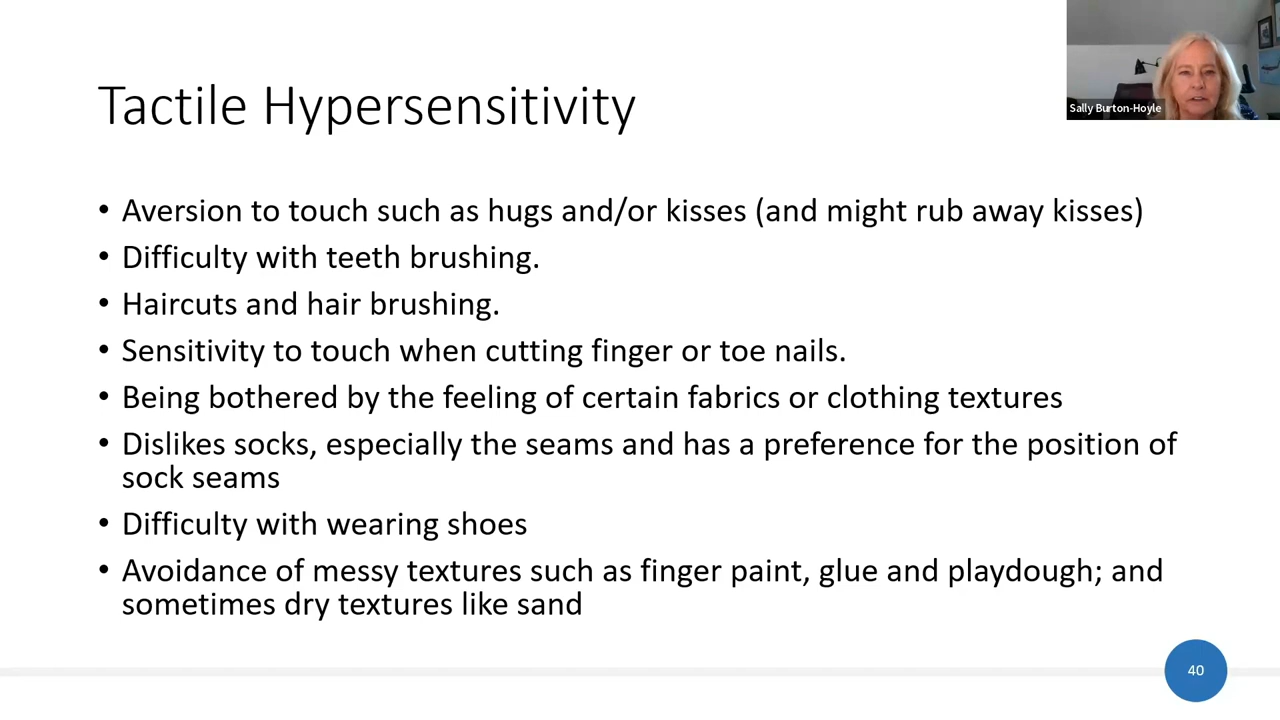 Sally Burton-Hoyle
Tactile Hypersensitivity
• Aversion to touch such as hugs and/or kisses (and might rub away kisses)
• Difficulty with teeth brushing.
• Haircuts and hair brushing.
• Sensitivity to touch when cutting finger or toe nails.
• Being bothered by the feeling of certain fabrics or clothing textures
• Dislikes socks, especially the seams and has a preference for the position of
sock seams
• Difficulty with wearing shoes
• Avoidance of messy textures such as finger paint, glue and playdough; and
sometimes dry textures like sand
40